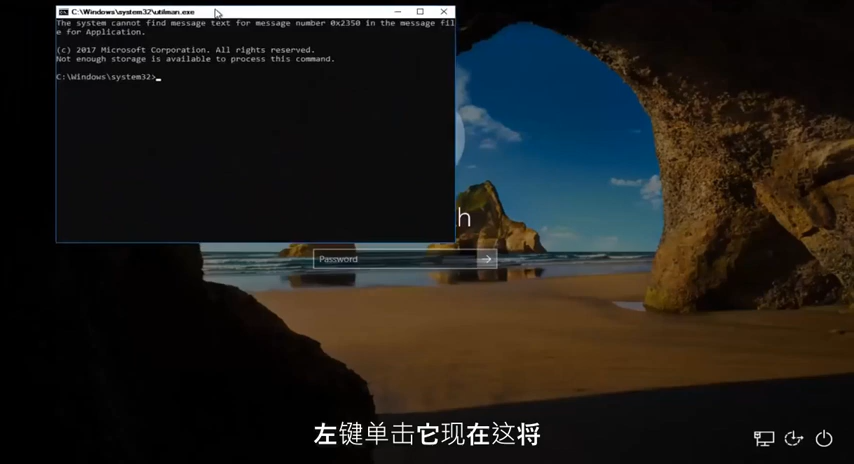 C:\Windows\system32\utilman.exe
The system cannot find message text for message number 0x2350 in the message fil
e for Application.
(c) 2017 Microsoft Corporation. All rights reserved.
Not enough storage is available to process this command.
C:\Windows\system32>
h
Password
左键单击它现在这将